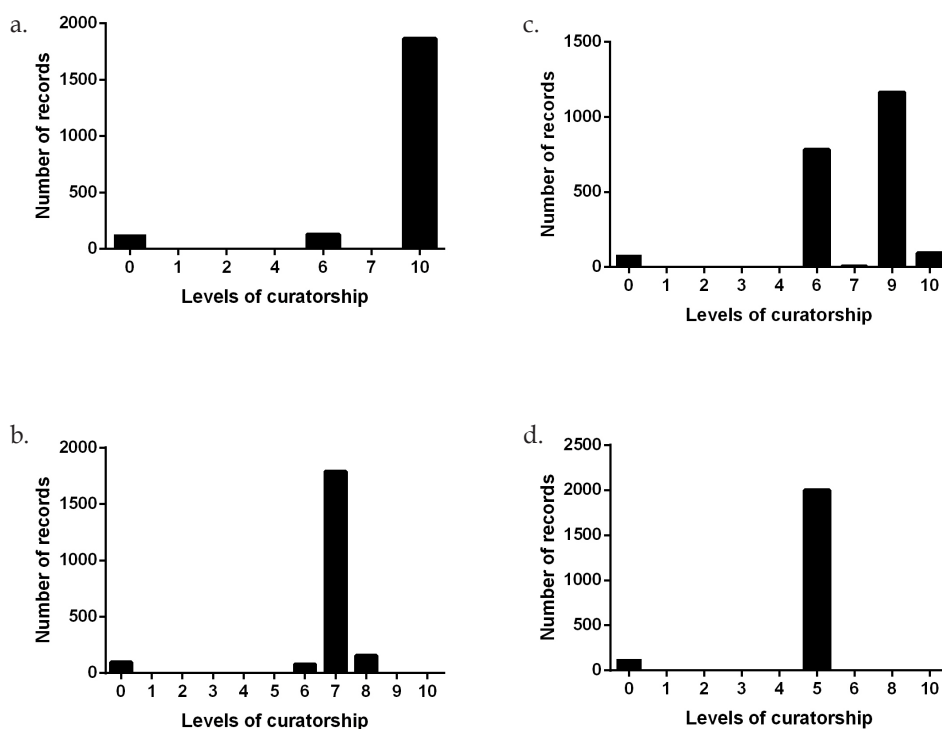 a.
2000
1500
1000
500
0
Number of records
0 1 2 4 6 7 10
Levels of curatorship
c.
1500
1000
500
0
Number of records
0 1 2 3 4 6 7 9 10
Levels of curatorship
b.
2000
1500
1000
500
0
Number of records
0 1 2 3 4 5 6 7 8 9 10
Levels of curatorship
d.
2500
2000
1500
1000
500
0
Number of records
0 1 2 3 4 5 6 8 10
Levels of curatorship